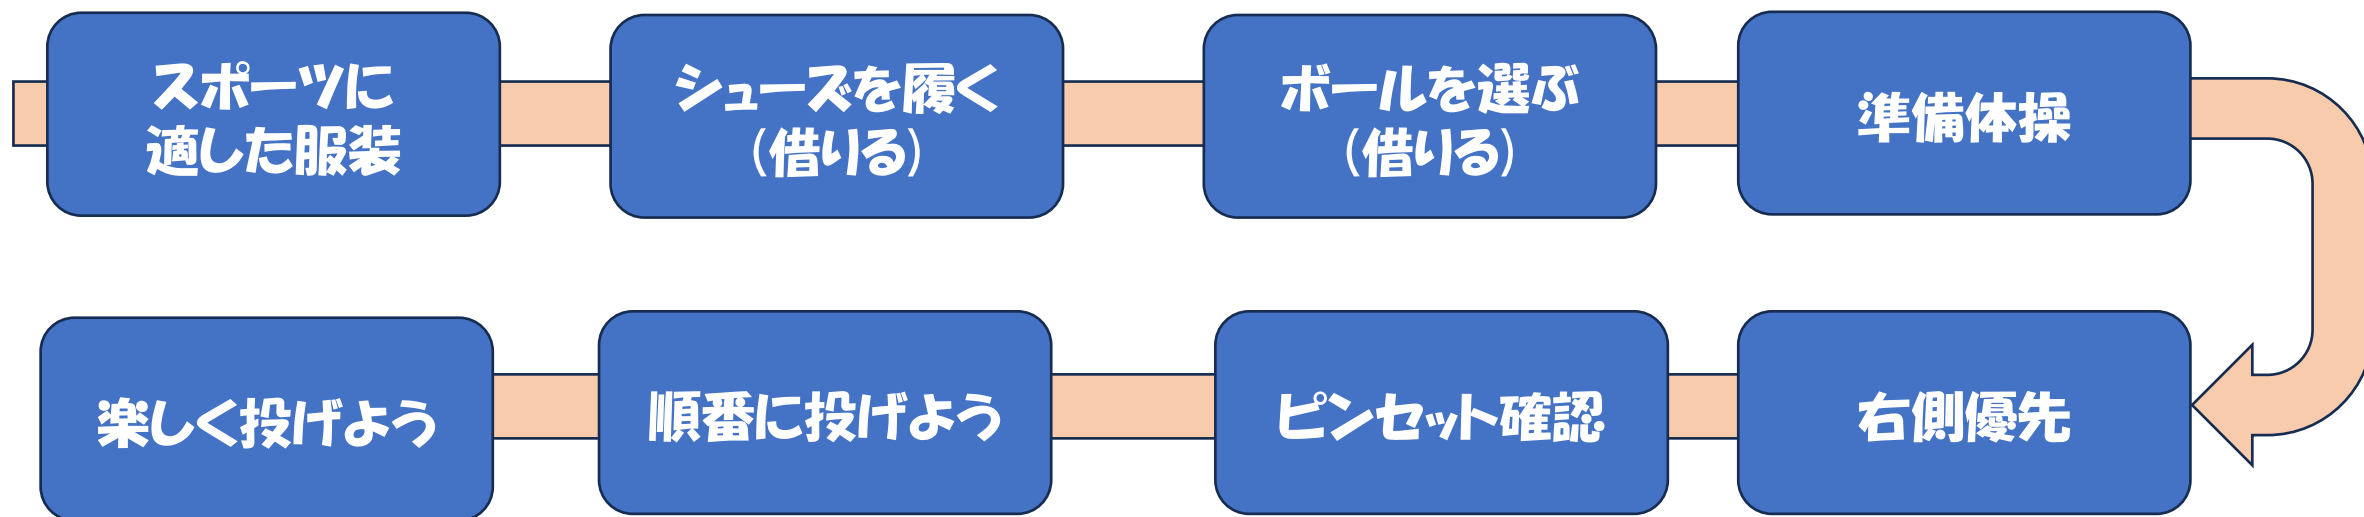 スポーツに
適した服装
シューズを履く
(借りる)
ボールを選ぶ
(借りる)
準備体操
右側優先
ピンセット確認
順番に投げよう
楽しく投げよう